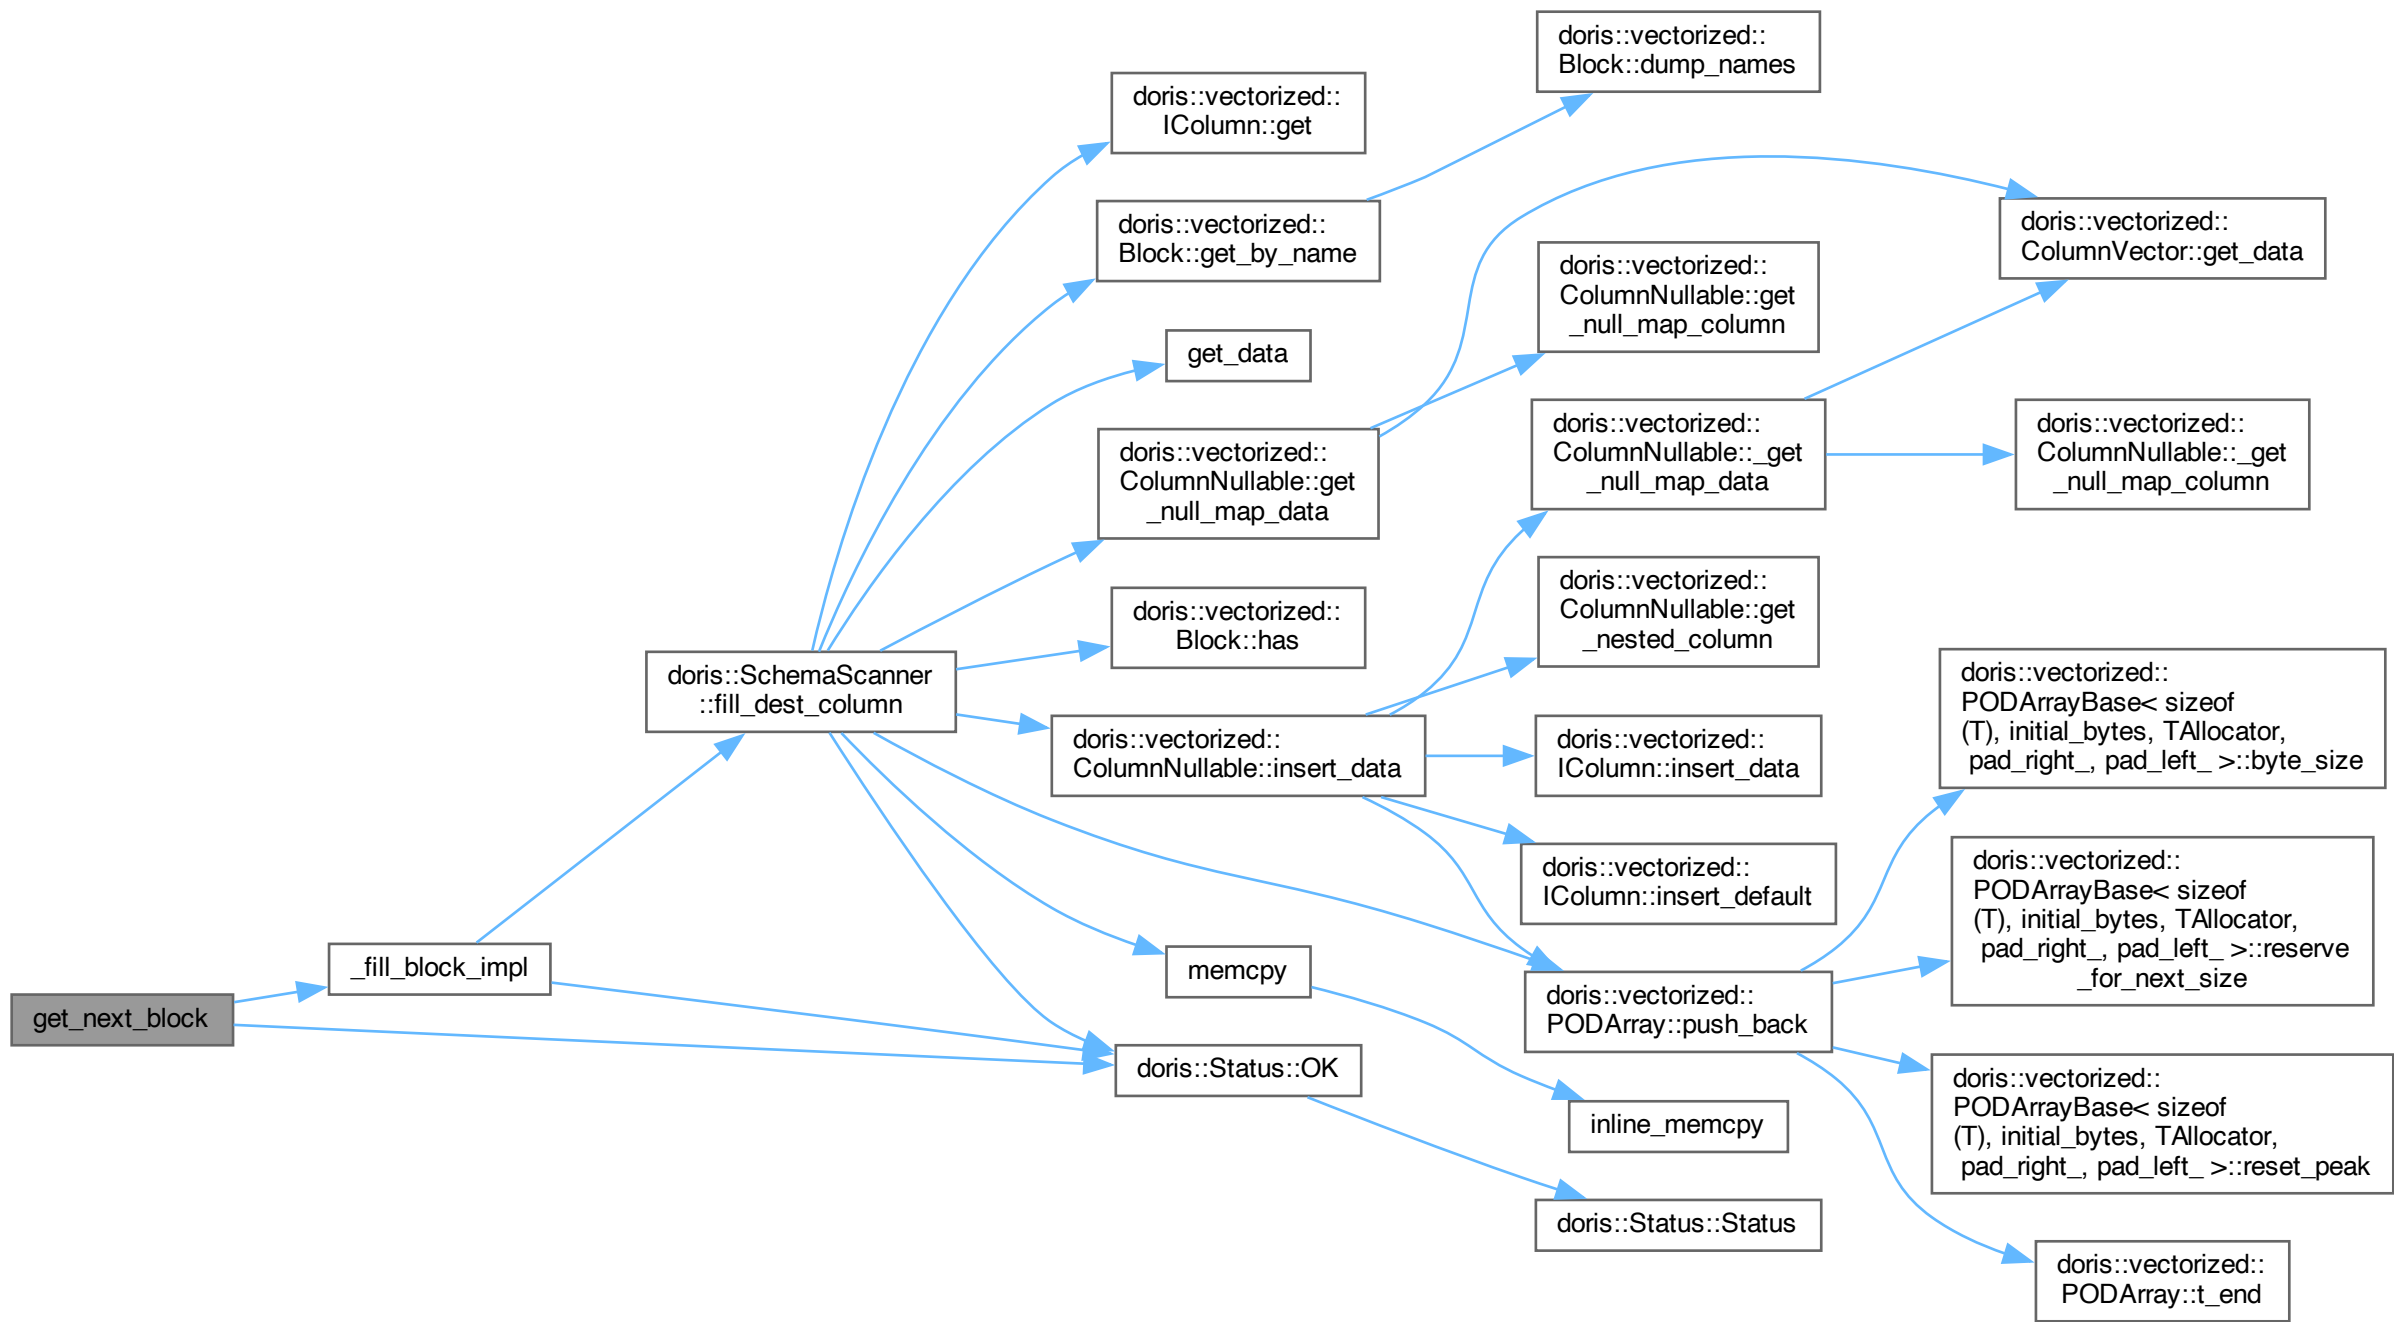 get_next_block
_fill_block_impl
doris::SchemaScanner
::fill_dest_column
doris::vectorized::
IColumn::get
doris::vectorized::
Block::get_by_name
get_data
doris::vectorized::
ColumnNullable::get
_null_map_data
doris::vectorized::
Block::has
doris::vectorized::
ColumnNullable::insert_data
memcpy
doris::Status::OK
doris::vectorized::
Block::dump_names
doris::vectorized::
ColumnNullable::get
_null_map_column
doris::vectorized::
ColumnNullable::_get
_null_map_data
doris::vectorized::
ColumnNullable::get
_nested_column
doris::vectorized::
IColumn::insert_data
doris::vectorized::
IColumn::insert_default
doris::vectorized::
PODArray::push_back
inline_memcpy
doris::Status::Status
doris::vectorized::
ColumnVector::get_data
doris::vectorized::
ColumnNullable::_get
_null_map_column
doris::vectorized::
PODArrayBase< sizeof
(T), initial_bytes, TAllocator,
pad_right_, pad_left_ >::byte_size
doris::vectorized::
PODArrayBase< sizeof
(T), initial_bytes, TAllocator,
pad_right_, pad_left_ >::reserve
_for_next_size
doris::vectorized::
PODArrayBase< sizeof
(T), initial_bytes, TAllocator,
pad_right_, pad_left_ >::reset_peak
doris::vectorized::
PODArray::t_end